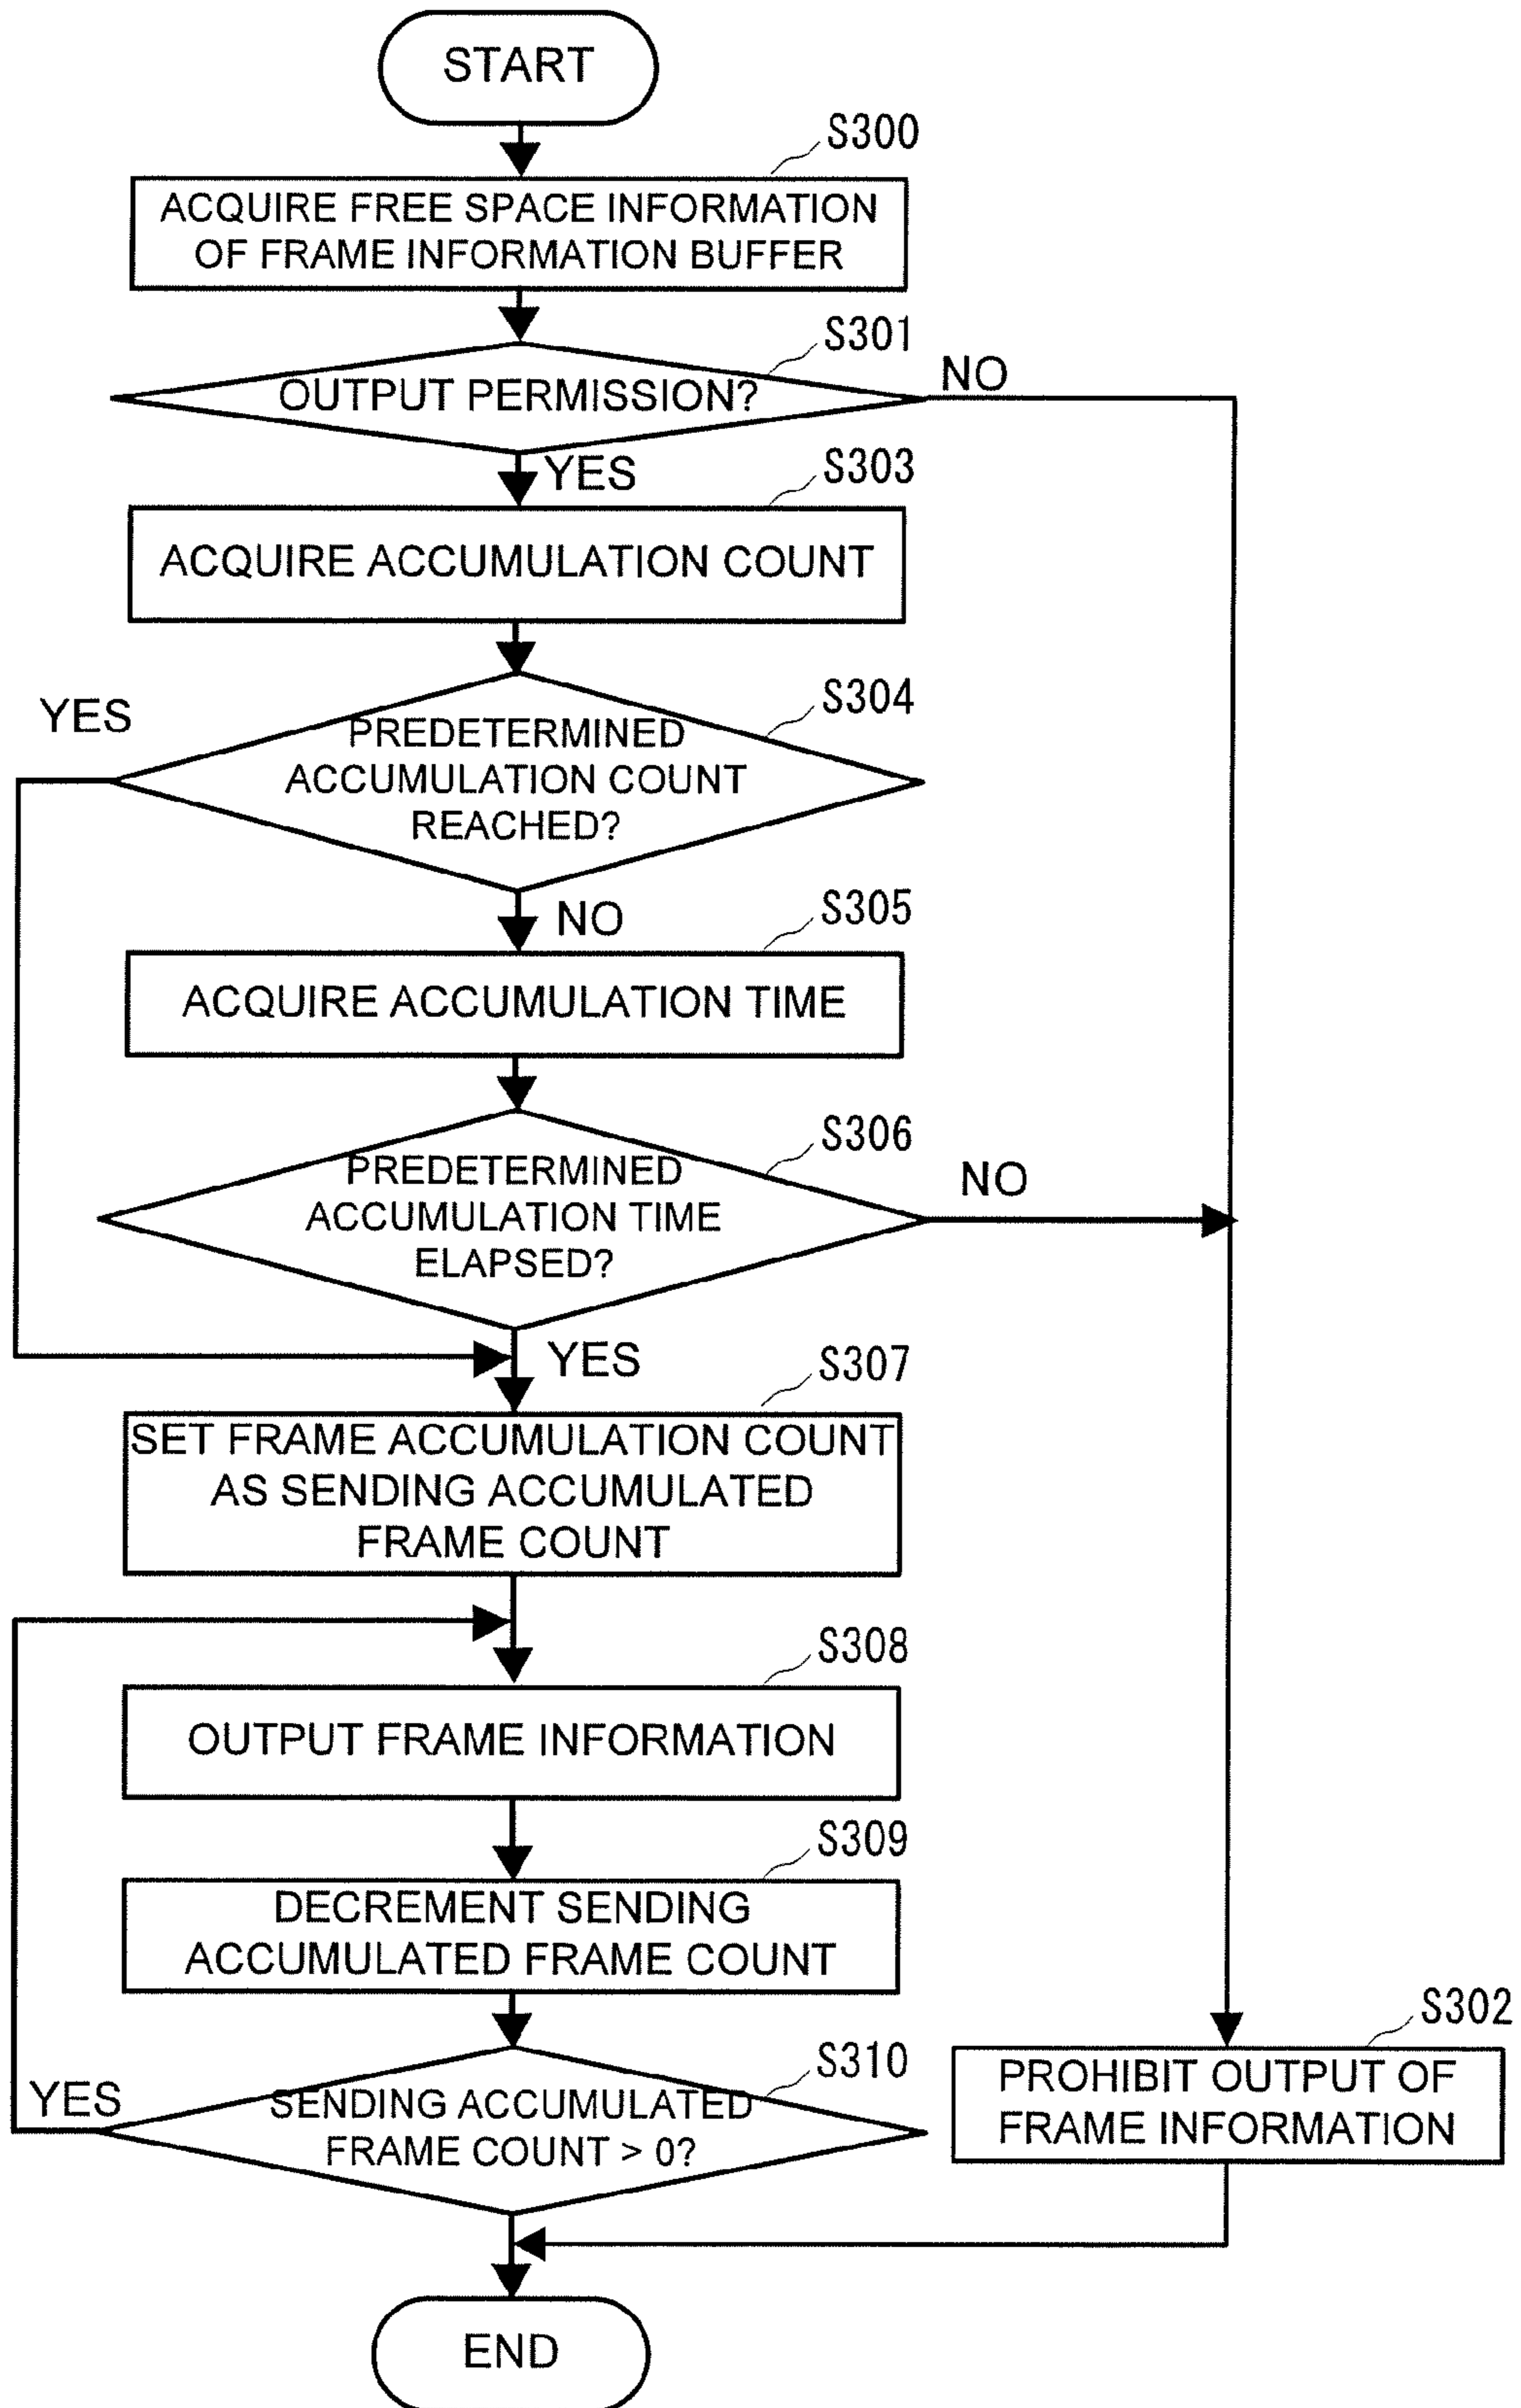 START
S300
ACQUIRE FREE SPACE INFORMATION
OF FRAME INFORMATION BUFFER
S301
OUTPUT PERMISSION?
NO
YES
S303
ACQUIRE ACCUMULATION COUNT
S304
YES
PREDETERMINED
ACCUMULATION COUNT
REACHED?
NO
S305
ACQUIRE ACCUMULATION TIME
S306
PREDETERMINED
ACCUMULATION TIME
ELAPSED?
NO
YES
S307
SET FRAME ACCUMULATION COUNT
AS SENDING ACCUMULATED
FRAME COUNT
S308
OUTPUT FRAME INFORMATION
S309
DECREMENT SENDING
ACCUMULATED FRAME COUNT
S310
YES
SENDING ACCUMULATED
FRAME COUNT > 0?
S302
PROHIBIT OUTPUT OF
FRAME INFORMATION
END